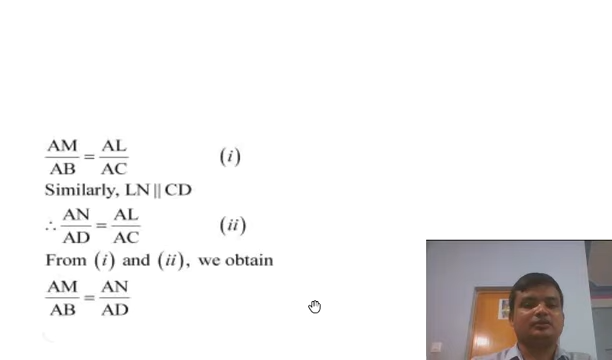 AM/AB = AL/AC (i)
Similarly, LN || CD
∴ AN/AD = AL/AC (ii)
From (i) and (ii), we obtain
AM/AB = AN/AD